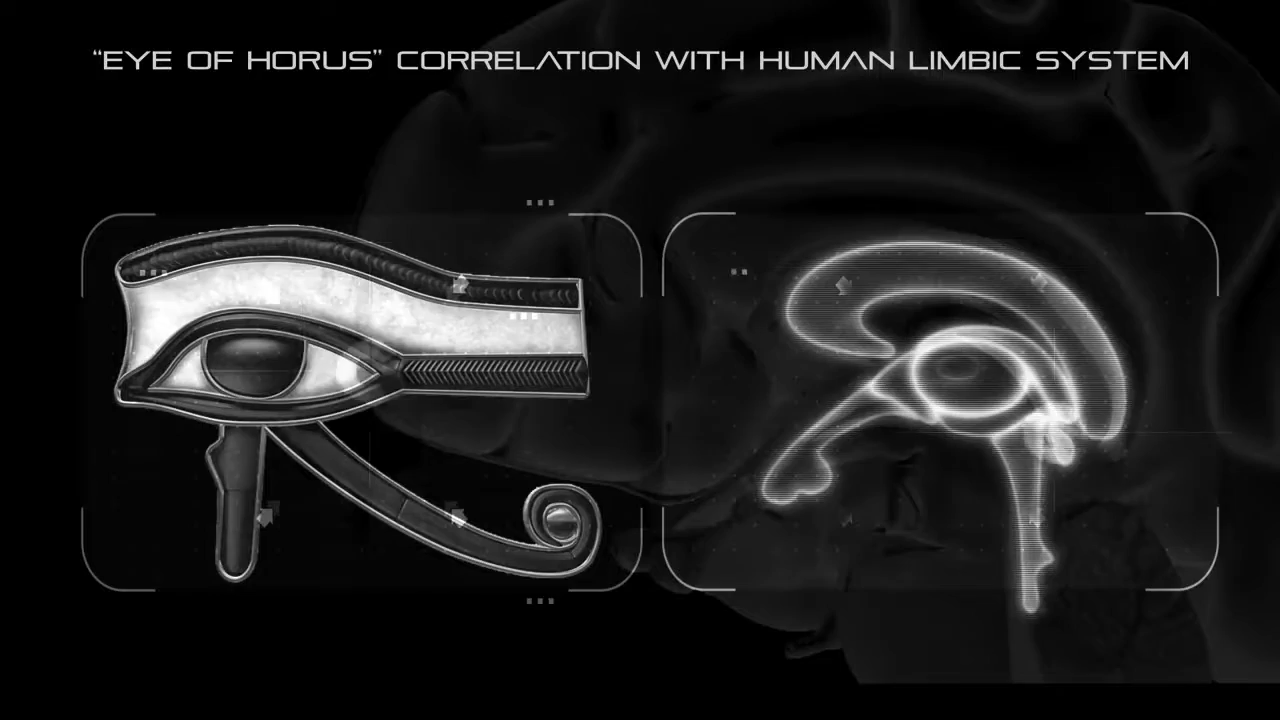 “EYE OF HORUS” CORRELATION WITH HUMAN LIMBIC SYSTEM